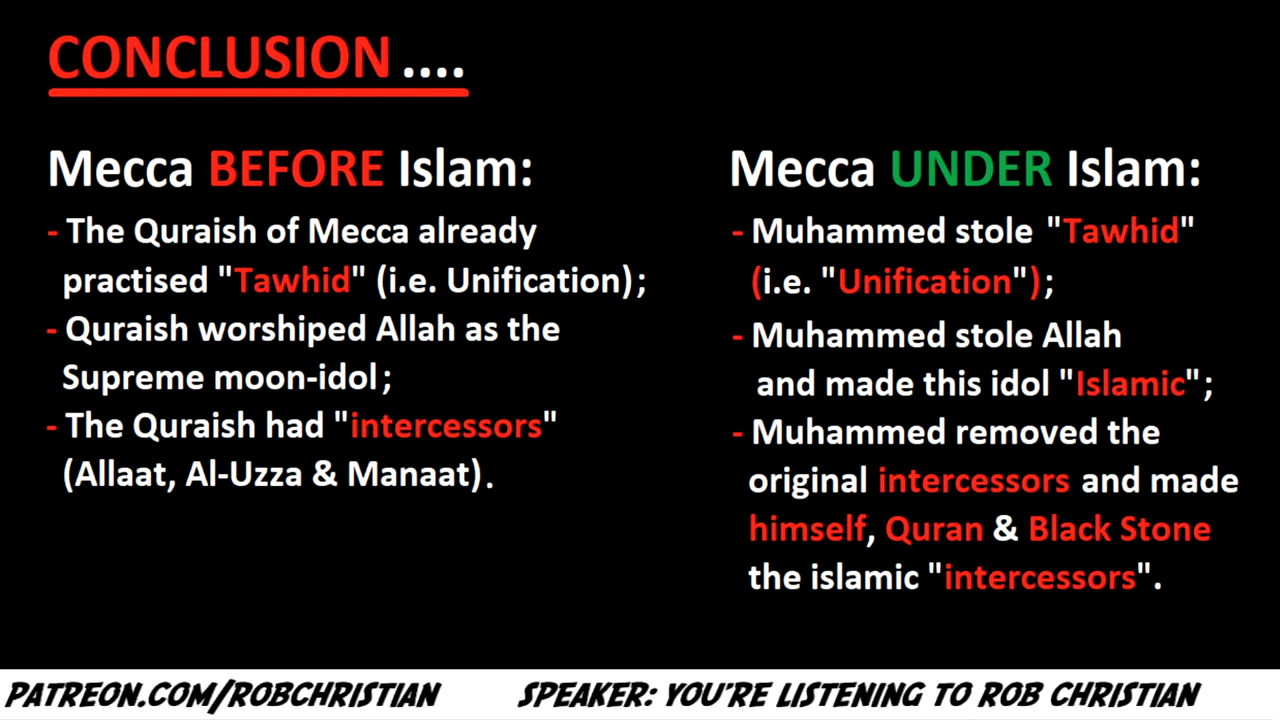 CONCLUSION ....
Mecca BEFORE Islam:
- The Quraish of Mecca already
practised "Tawhid" (i.e. Unification);
- Quraish worshiped Allah as the
Supreme moon-idol;
- The Quraish had "intercessors"
(Allaat, Al-Uzza & Manaat).
Mecca UNDER Islam:
- Muhammed stole "Tawhid"
(i.e. "Unification");
- Muhammed stole Allah
and made this idol "Islamic";
- Muhammed removed the
original intercessors and made
himself, Quran & Black Stone
the islamic "intercessors".
PATREON.COM/ROBCHRISTIAN
SPEAKER: YOU'RE LISTENING TO ROB CHRISTIAN